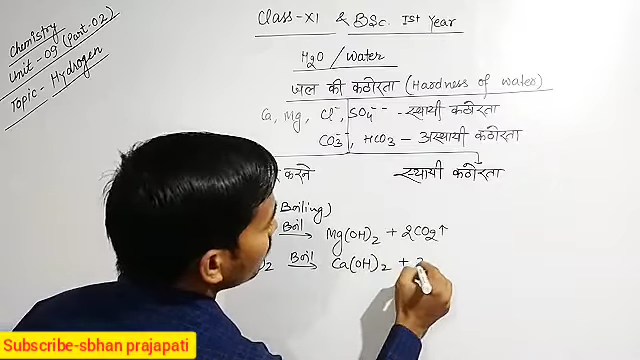 Chemistry
Unit - 09 (Part-02)
Topic - Hydrogen
Class-XI & BSc. Ist Year
H2O / Water
जल की कठोरता (Hardness of water)
Ca, Mg, Cl-, SO4-- - स्थायी कठोरता
CO3-, HCO3 - अस्थायी कठोरता
करने
स्थायी कठोरता
Boiling)
Boil → Mg(OH)2 + 2CO2↑
)2 Boil → Ca(OH)2 + 2
Subscribe-sbhan prajapati